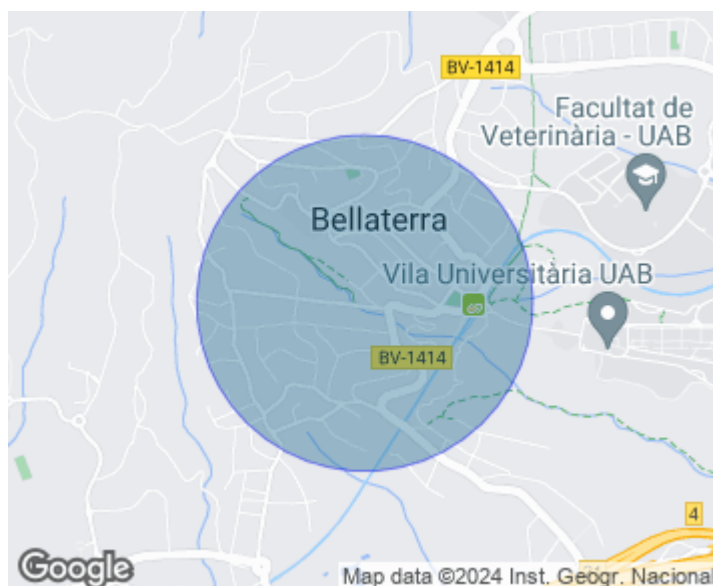 BV-1414
Facultat de
Veterinària - UAB
Bellaterra
Vila Universitària UAB
BV-1414
4
Google
Map data ©2024 Inst. Geogr. Nacional